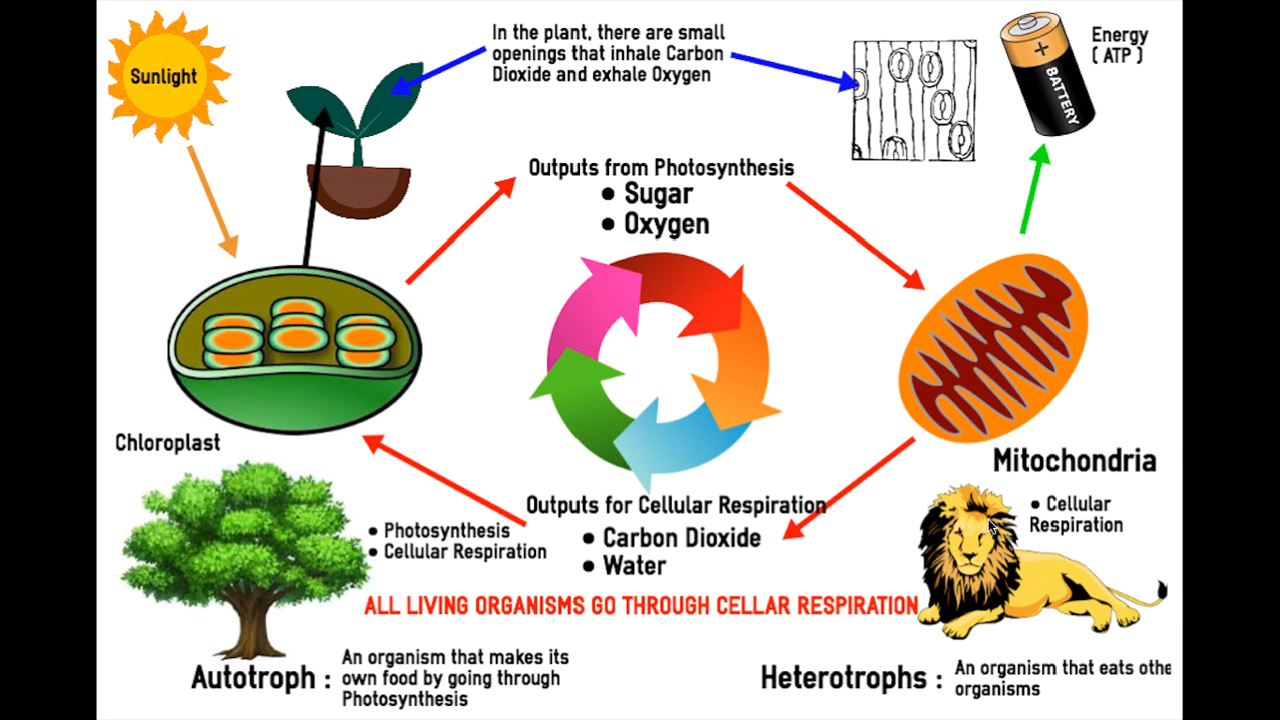 Sunlight
In the plant, there are small
openings that inhale Carbon
Dioxide and exhale Oxygen
Energy
( ATP )
+
BATTERY
Outputs from Photosynthesis
• Sugar
• Oxygen
Chloroplast
Mitochondria
Outputs for Cellular Respiration
• Carbon Dioxide
• Water
• Photosynthesis
• Cellular Respiration
• Cellular
Respiration
ALL LIVING ORGANISMS GO THROUGH CELLAR RESPIRATION
Autotroph :
An organism that makes its
own food by going through
Photosynthesis
Heterotrophs :
An organism that eats othe
organisms